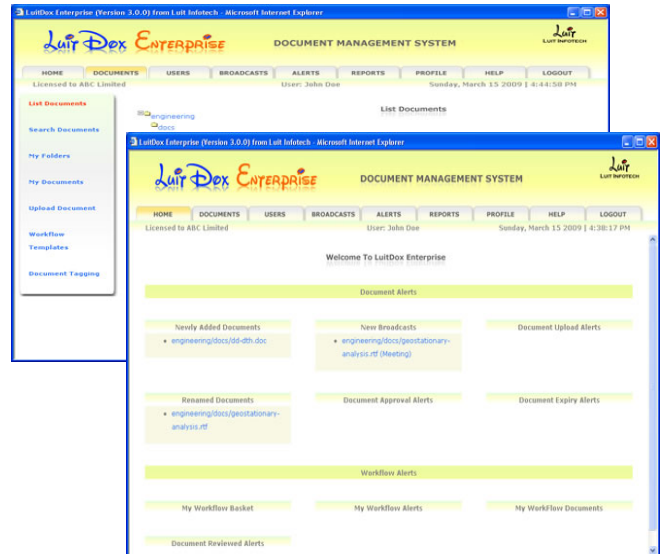 LuitDox Enterprise (Version 3.0.0) from Luit Infotech - Microsoft Internet Explorer
Luit Dox Enterprise
DOCUMENT MANAGEMENT SYSTEM
Luit
LUIT INFOTECH
HOME DOCUMENTS USERS BROADCASTS ALERTS REPORTS PROFILE HELP LOGOUT
Licensed to ABC Limited User: John Doe Sunday, March 15 2009 | 4:44:58 PM
List Documents
Search Documents
My Folders
My Documents
Upload Document
Workflow
Templates
Document Tagging
List Documents
engineering
docs
LuitDox Enterprise (Version 3.0.0) from Luit Infotech - Microsoft Internet Explorer
Luit Dox Enterprise
DOCUMENT MANAGEMENT SYSTEM
Luit
LUIT INFOTECH
HOME DOCUMENTS USERS BROADCASTS ALERTS REPORTS PROFILE HELP LOGOUT
Licensed to ABC Limited User: John Doe Sunday, March 15 2009 | 4:38:17 PM
Welcome To LuitDox Enterprise
Document Alerts
Newly Added Documents New Broadcasts Document Upload Alerts
engineering/docs/dd-dth.doc engineering/docs/geostationary-
analysis.rtf (Meeting)
Renamed Documents Document Approval Alerts Document Expiry Alerts
engineering/docs/geostationary-
analysis.rtf
Workflow Alerts
My Workflow Basket My Workflow Alerts My WorkFlow Documents
Document Reviewed Alerts